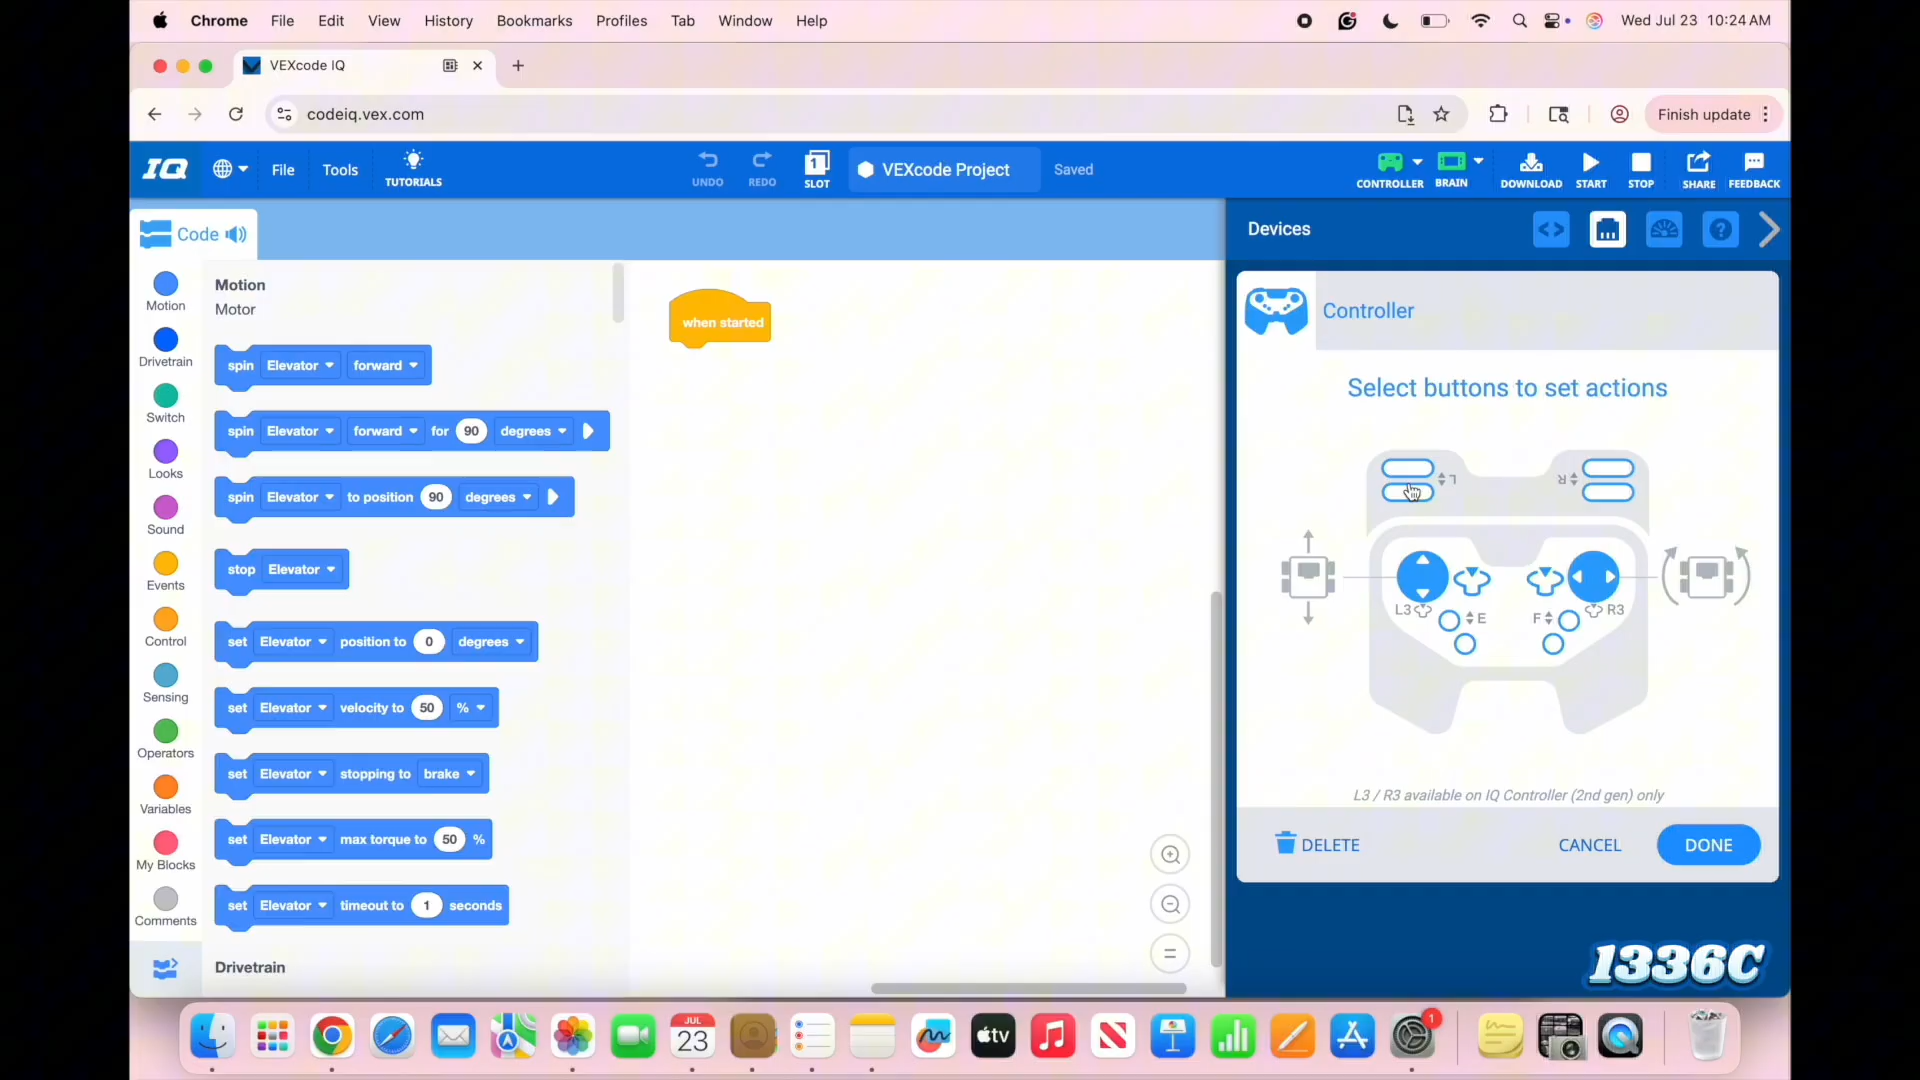 Chrome File Edit View History Bookmarks Profiles Tab Window Help Wed Jul 23 10:24 AM
VEXcode IQ
codeiq.vex.com Finish update
IQ File Tools TUTORIALS UNDO REDO 1 SLOT VEXcode Project Saved CONTROLLER BRAIN DOWNLOAD START STOP SHARE FEEDBACK
Code
Devices
Motion
Drivetrain
Switch
Looks
Sound
Events
Control
Sensing
Operators
Variables
My Blocks
Comments
Motion
Motor
spin Elevator forward
spin Elevator forward for 90 degrees
spin Elevator to position 90 degrees
stop Elevator
set Elevator position to 0 degrees
set Elevator velocity to 50 %
set Elevator stopping to brake
set Elevator max torque to 50 %
set Elevator timeout to 1 seconds
Drivetrain
when started
Controller
Select buttons to set actions
L R
L3 E F R3
L3 / R3 available on IQ Controller (2nd gen) only
DELETE CANCEL DONE
1336C
JUL
23
tv
1